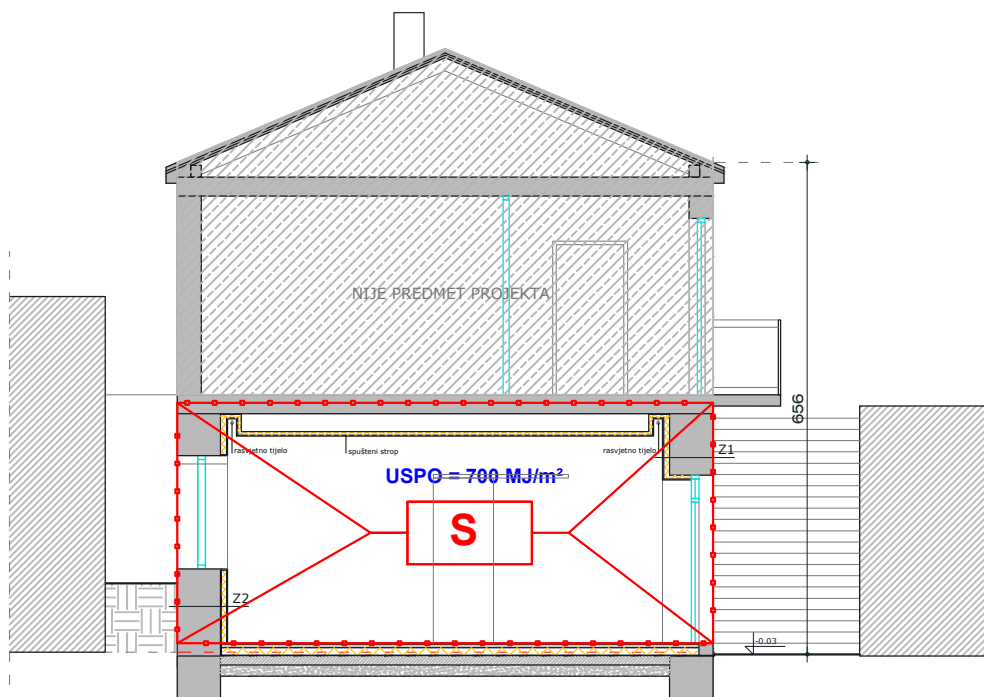 NIJE PREDMET PROJEKTA
656
rasvjetno tijelo
spušteni strop
rasvjetno tijelo
Z1
USPO = 700 MJ/m²
S
Z2
-0.03